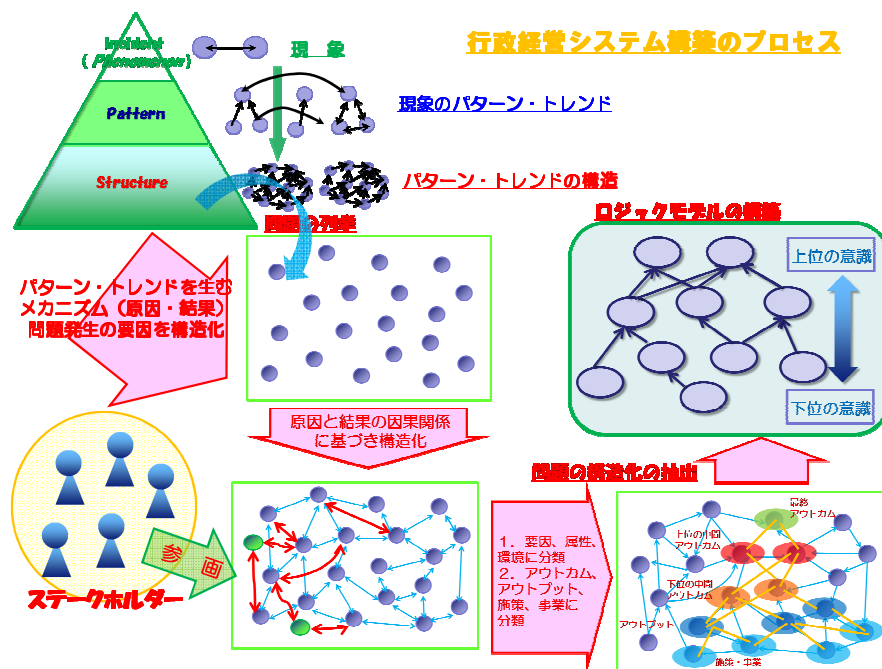 行政経営システム構築のプロセス
Incident
( Phenomenon )
現 象
Pattern
現象のパターン・トレンド
Structure
パターン・トレンドの構造
問題の列挙
ロジックモデルの構築
上位の意識
下位の意識
パターン・トレンドを生む
メカニズム（原因・結果）
問題発生の要因を構造化
原因と結果の因果関係
に基づき構造化
問題の構造化の抽出
ステークホルダー
参 画
１．要因、属性、
環境に分類
２．アウトカム、
アウトプット、
施策、事業に
分類
最終
アウトカム
上位の中間
アウトカム
下位の中間
アウトカム
アウトプット
施策・事業